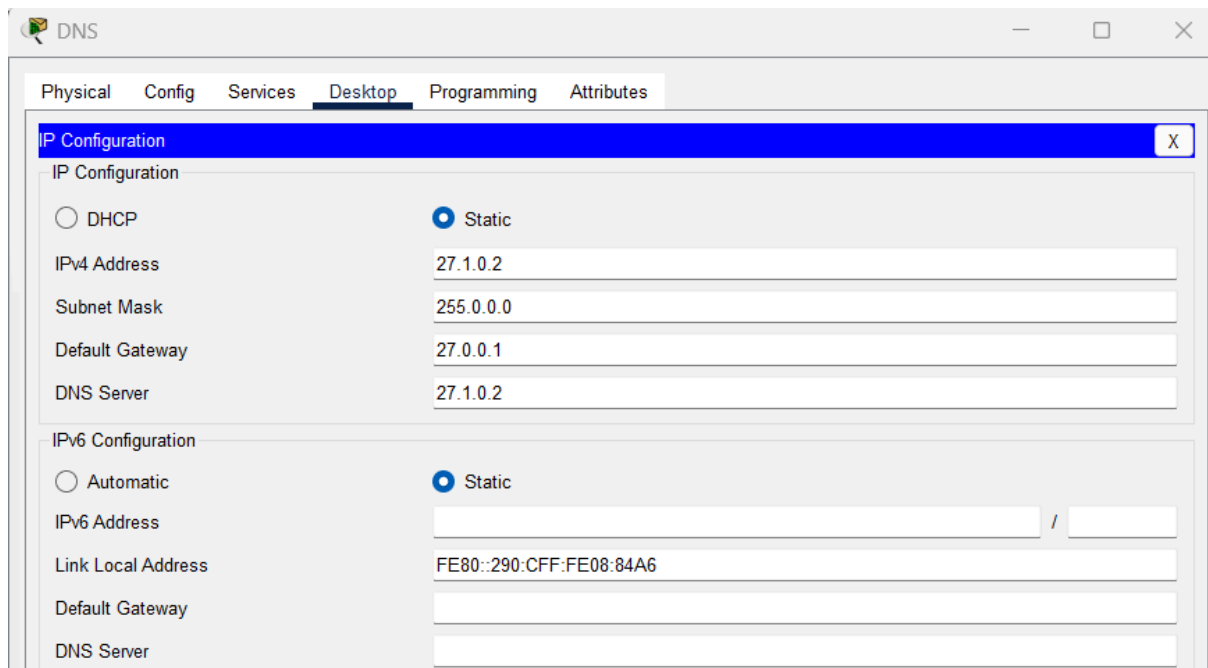 DNS
Physical Config Services Desktop Programming Attributes
IP Configuration X
IP Configuration
DHCP Static
IPv4 Address 27.1.0.2
Subnet Mask 255.0.0.0
Default Gateway 27.0.0.1
DNS Server 27.1.0.2
IPv6 Configuration
Automatic Static
IPv6 Address /
Link Local Address FE80::290:CFF:FE08:84A6
Default Gateway
DNS Server